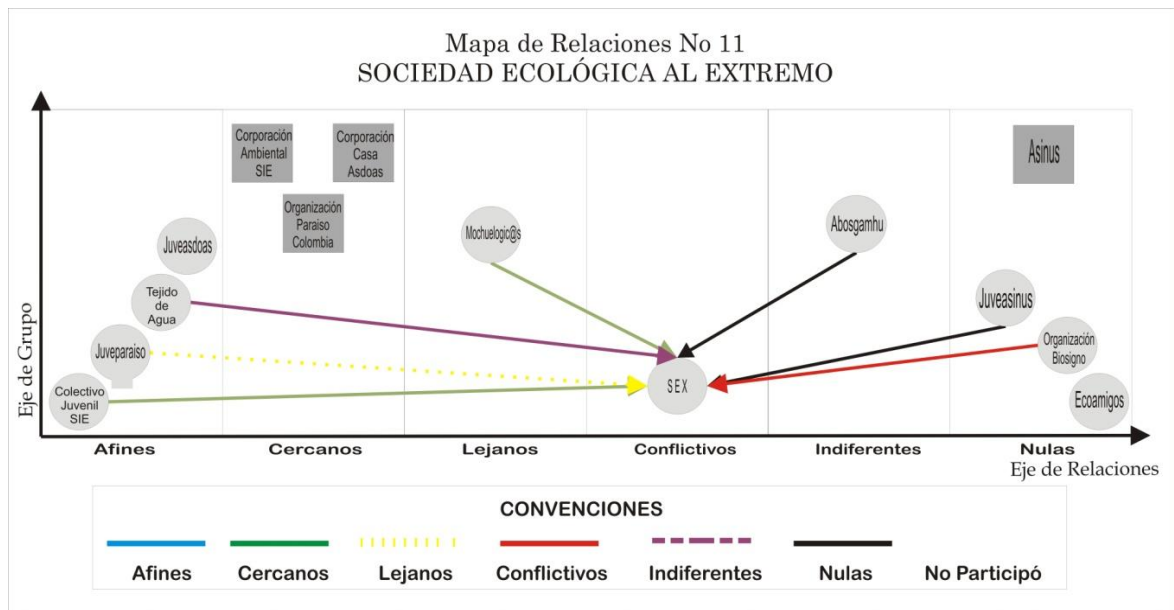 Mapa de Relaciones No 11
SOCIEDAD ECOLÓGICA AL EXTREMO
Eje de Grupo
Corporación
Ambiental
SIE
Corporación
Casa
Asdoas
Organización
Paraiso
Colombia
Asinus
Juveasdoas
Mochuelogic@s
Abosgamhu
Tejido
de
Agua
Juveasinus
Juveparaiso
Organización
Biosigno
Colectivo
Juvenil
SIE
SEX
Ecoamigos
Afines
Cercanos
Lejanos
Conflictivos
Indiferentes
Nulas
Eje de Relaciones
CONVENCIONES
Afines
Cercanos
Lejanos
Conflictivos
Indiferentes
Nulas
No Participó